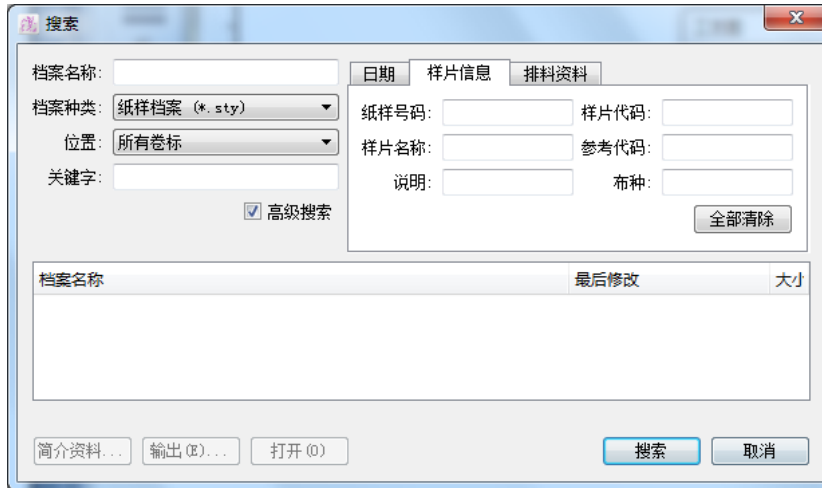 搜索
档案名称:
档案种类: 纸样档案 (*.sty)
位置: 所有卷标
关键字:
高级搜索
日期 样片信息 排料资料
纸样号码: 样片代码:
样片名称: 参考代码:
说明: 布种:
全部清除
档案名称 最后修改 大小
简介资料... 输出(E)... 打开(O) 搜索 取消